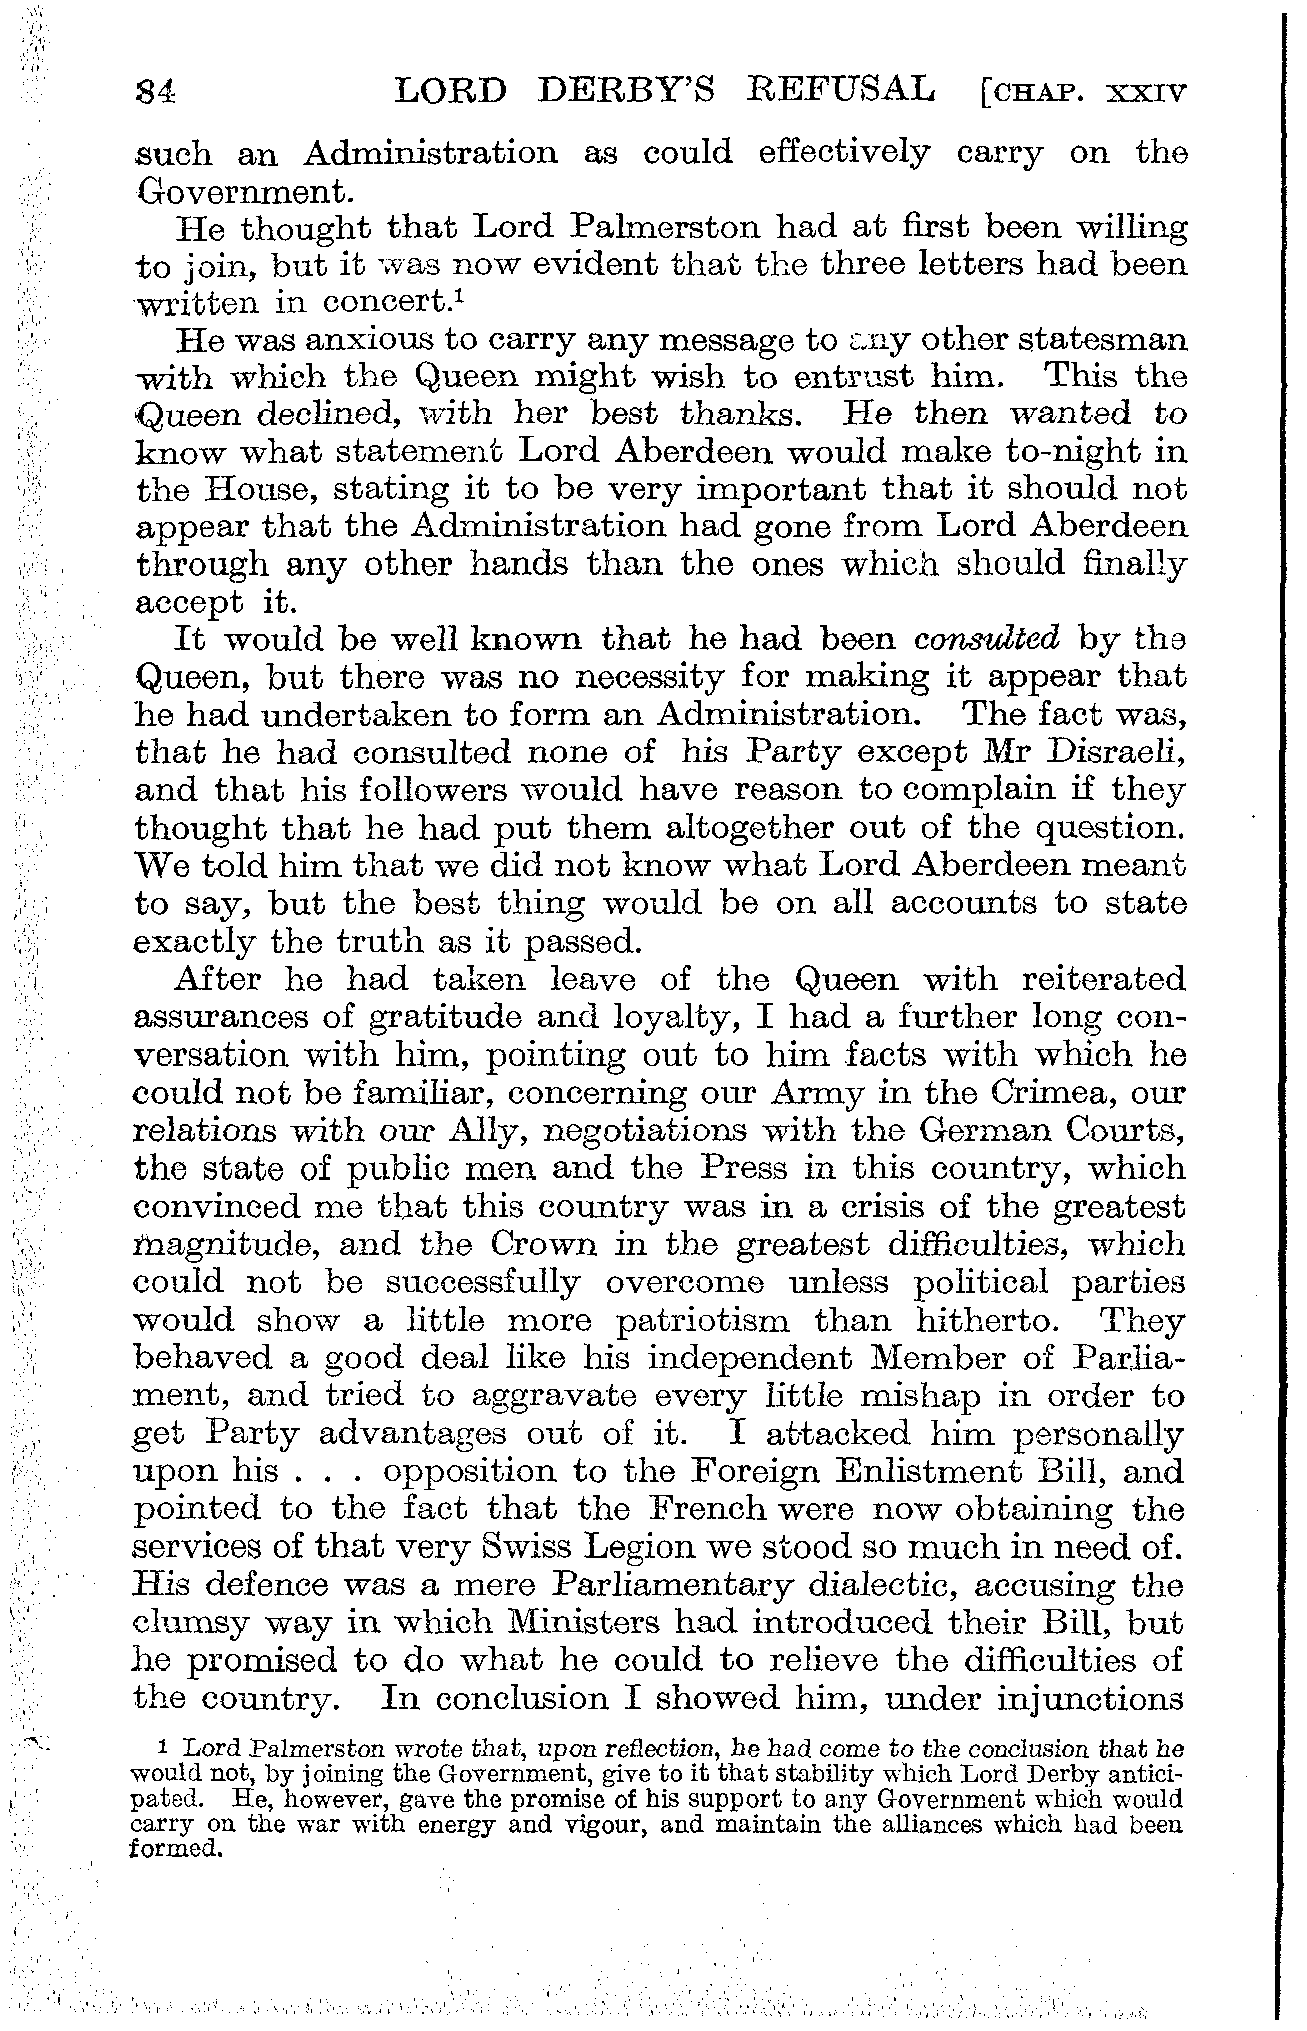 84 LORD DERBY'S REFUSAL [CHAP. XXIV
such an Administration as could effectively carry on the
Government.
He thought that Lord Palmerston had at first been willing
to join, but it was now evident that the three letters had been
written in concert.¹
He was anxious to carry any message to any other statesman
with which the Queen might wish to entrust him. This the
Queen declined, with her best thanks. He then wanted to
know what statement Lord Aberdeen would make to-night in
the House, stating it to be very important that it should not
appear that the Administration had gone from Lord Aberdeen
through any other hands than the ones which should finally
accept it.
It would be well known that he had been consulted by the
Queen, but there was no necessity for making it appear that
he had undertaken to form an Administration. The fact was,
that he had consulted none of his Party except Mr Disraeli,
and that his followers would have reason to complain if they
thought that he had put them altogether out of the question.
We told him that we did not know what Lord Aberdeen meant
to say, but the best thing would be on all accounts to state
exactly the truth as it passed.
After he had taken leave of the Queen with reiterated
assurances of gratitude and loyalty, I had a further long con-
versation with him, pointing out to him facts with which he
could not be familiar, concerning our Army in the Crimea, our
relations with our Ally, negotiations with the German Courts,
the state of public men and the Press in this country, which
convinced me that this country was in a crisis of the greatest
magnitude, and the Crown in the greatest difficulties, which
could not be successfully overcome unless political parties
would show a little more patriotism than hitherto. They
behaved a good deal like his independent Member of Parlia-
ment, and tried to aggravate every little mishap in order to
get Party advantages out of it. I attacked him personally
upon his . . . opposition to the Foreign Enlistment Bill, and
pointed to the fact that the French were now obtaining the
services of that very Swiss Legion we stood so much in need of.
His defence was a mere Parliamentary dialectic, accusing the
clumsy way in which Ministers had introduced their Bill, but
he promised to do what he could to relieve the difficulties of
the country. In conclusion I showed him, under injunctions
1 Lord Palmerston wrote that, upon reflection, he had come to the conclusion that he
would not, by joining the Government, give to it that stability which Lord Derby antici-
pated. He, however, gave the promise of his support to any Government which would
carry on the war with energy and vigour, and maintain the alliances which had been
formed.